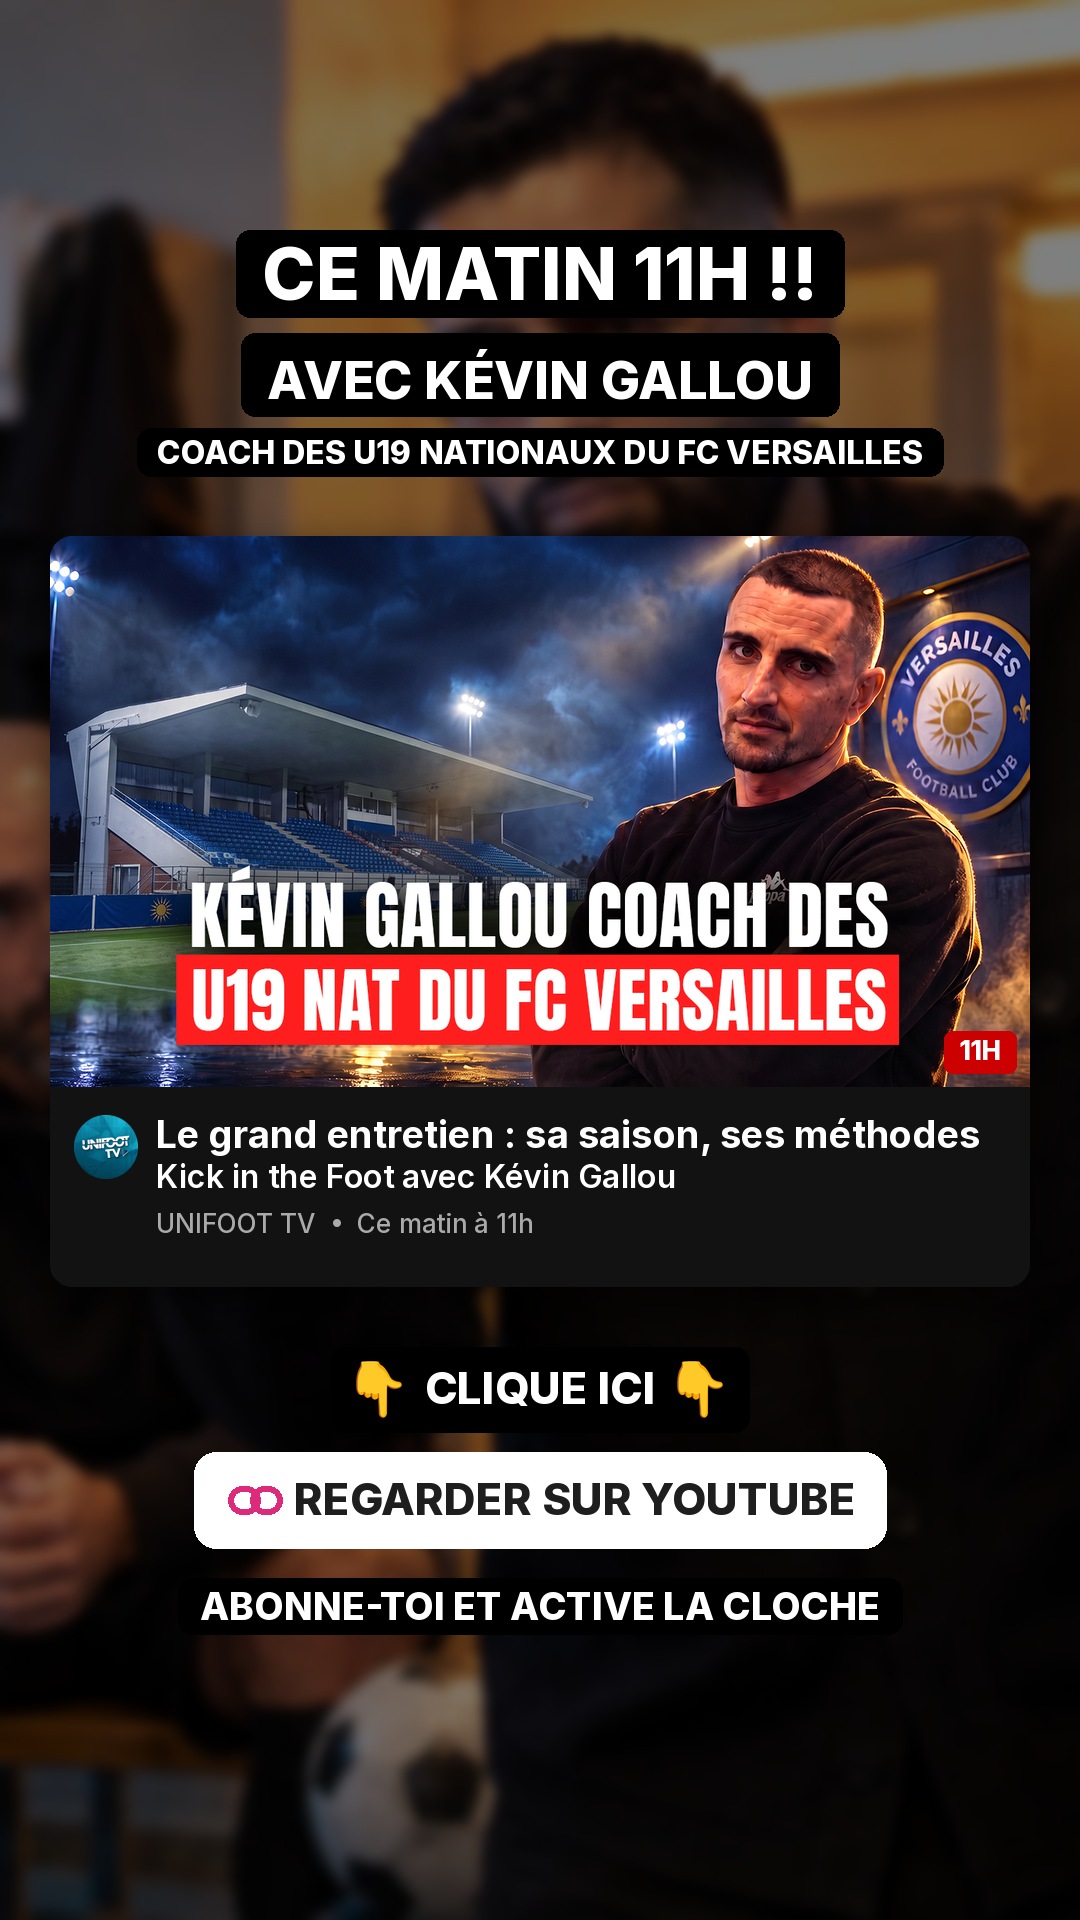 CE MATIN 11H !!
AVEC KÉVIN GALLOU
COACH DES U19 NATIONAUX DU FC VERSAILLES
VERSAILLES
FOOTBALL CLUB
Kappa
KÉVIN GALLOU COACH DES
U19 NAT DU FC VERSAILLES
11H
UNIFOOT
TV
Le grand entretien : sa saison, ses méthodes
Kick in the Foot avec Kévin Gallou
UNIFOOT TV • Ce matin à 11h
👇 CLIQUE ICI 👇
REGARDER SUR YOUTUBE
ABONNE-TOI ET ACTIVE LA CLOCHE